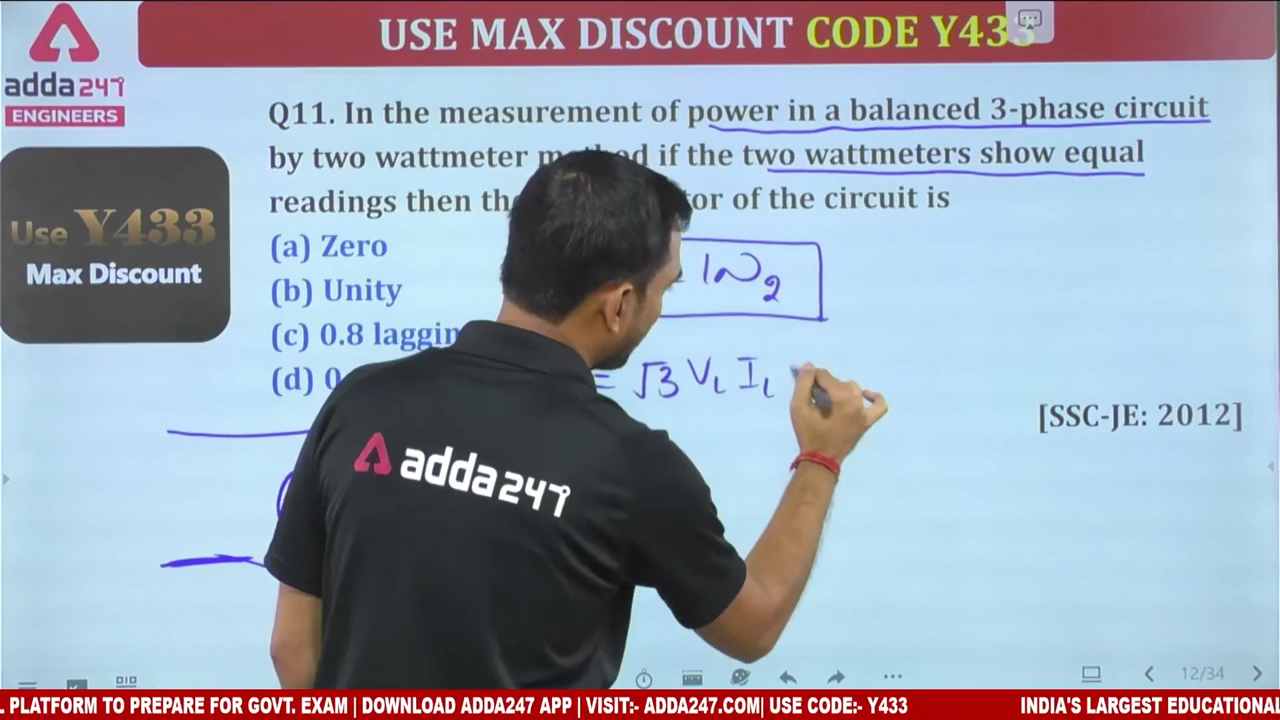 USE MAX DISCOUNT CODE Y433
adda247
ENGINEERS
Q11. In the measurement of power in a balanced 3-phase circuit
by two wattmeter method if the two wattmeters show equal
readings then the factor of the circuit is
(a) Zero
(b) Unity
(c) 0.8 laggin
(d) 0
W2
= √3 VL IL
Use Y433
Max Discount
[SSC-JE: 2012]
adda247
12/34
PLATFORM TO PREPARE FOR GOVT. EXAM | DOWNLOAD ADDA247 APP | VISIT:- ADDA247.COM| USE CODE:- Y433 INDIA'S LARGEST EDUCATIONAL